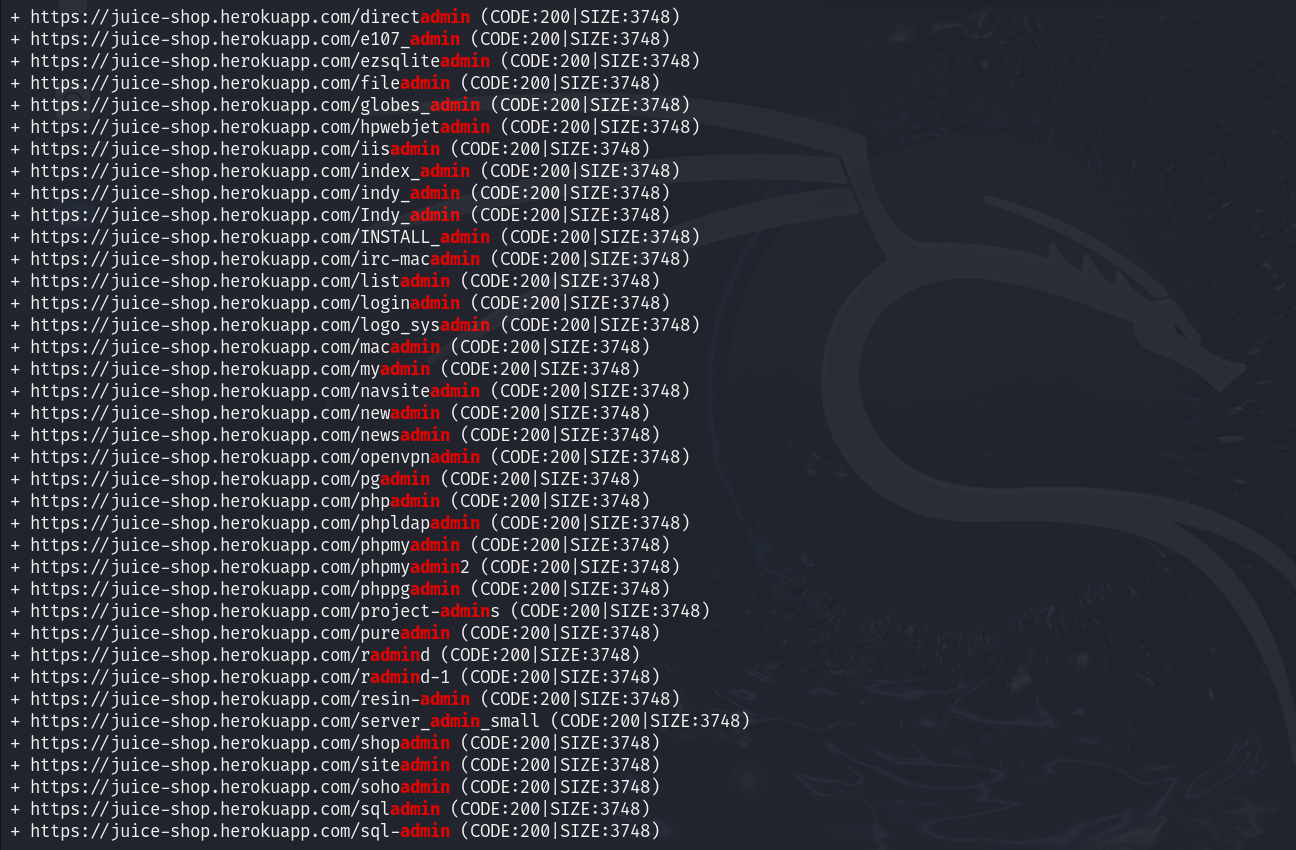 + https://juice-shop.herokuapp.com/directadmin (CODE:200|SIZE:3748)
+ https://juice-shop.herokuapp.com/e107_admin (CODE:200|SIZE:3748)
+ https://juice-shop.herokuapp.com/ezsqliteadmin (CODE:200|SIZE:3748)
+ https://juice-shop.herokuapp.com/fileadmin (CODE:200|SIZE:3748)
+ https://juice-shop.herokuapp.com/globes_admin (CODE:200|SIZE:3748)
+ https://juice-shop.herokuapp.com/hpwebjetadmin (CODE:200|SIZE:3748)
+ https://juice-shop.herokuapp.com/iisadmin (CODE:200|SIZE:3748)
+ https://juice-shop.herokuapp.com/index_admin (CODE:200|SIZE:3748)
+ https://juice-shop.herokuapp.com/indy_admin (CODE:200|SIZE:3748)
+ https://juice-shop.herokuapp.com/Indy_admin (CODE:200|SIZE:3748)
+ https://juice-shop.herokuapp.com/INSTALL_admin (CODE:200|SIZE:3748)
+ https://juice-shop.herokuapp.com/irc-macadmin (CODE:200|SIZE:3748)
+ https://juice-shop.herokuapp.com/listadmin (CODE:200|SIZE:3748)
+ https://juice-shop.herokuapp.com/loginadmin (CODE:200|SIZE:3748)
+ https://juice-shop.herokuapp.com/logo_sysadmin (CODE:200|SIZE:3748)
+ https://juice-shop.herokuapp.com/macadmin (CODE:200|SIZE:3748)
+ https://juice-shop.herokuapp.com/myadmin (CODE:200|SIZE:3748)
+ https://juice-shop.herokuapp.com/navsiteadmin (CODE:200|SIZE:3748)
+ https://juice-shop.herokuapp.com/newadmin (CODE:200|SIZE:3748)
+ https://juice-shop.herokuapp.com/newsadmin (CODE:200|SIZE:3748)
+ https://juice-shop.herokuapp.com/openvpnadmin (CODE:200|SIZE:3748)
+ https://juice-shop.herokuapp.com/pgadmin (CODE:200|SIZE:3748)
+ https://juice-shop.herokuapp.com/phpadmin (CODE:200|SIZE:3748)
+ https://juice-shop.herokuapp.com/phpldapadmin (CODE:200|SIZE:3748)
+ https://juice-shop.herokuapp.com/phpmyadmin (CODE:200|SIZE:3748)
+ https://juice-shop.herokuapp.com/phpmyadmin2 (CODE:200|SIZE:3748)
+ https://juice-shop.herokuapp.com/phppgadmin (CODE:200|SIZE:3748)
+ https://juice-shop.herokuapp.com/project-admins (CODE:200|SIZE:3748)
+ https://juice-shop.herokuapp.com/pureadmin (CODE:200|SIZE:3748)
+ https://juice-shop.herokuapp.com/radmind (CODE:200|SIZE:3748)
+ https://juice-shop.herokuapp.com/radmind-1 (CODE:200|SIZE:3748)
+ https://juice-shop.herokuapp.com/resin-admin (CODE:200|SIZE:3748)
+ https://juice-shop.herokuapp.com/server_admin_small (CODE:200|SIZE:3748)
+ https://juice-shop.herokuapp.com/shopadmin (CODE:200|SIZE:3748)
+ https://juice-shop.herokuapp.com/siteadmin (CODE:200|SIZE:3748)
+ https://juice-shop.herokuapp.com/sohoadmin (CODE:200|SIZE:3748)
+ https://juice-shop.herokuapp.com/sqladmin (CODE:200|SIZE:3748)
+ https://juice-shop.herokuapp.com/sql-admin (CODE:200|SIZE:3748)